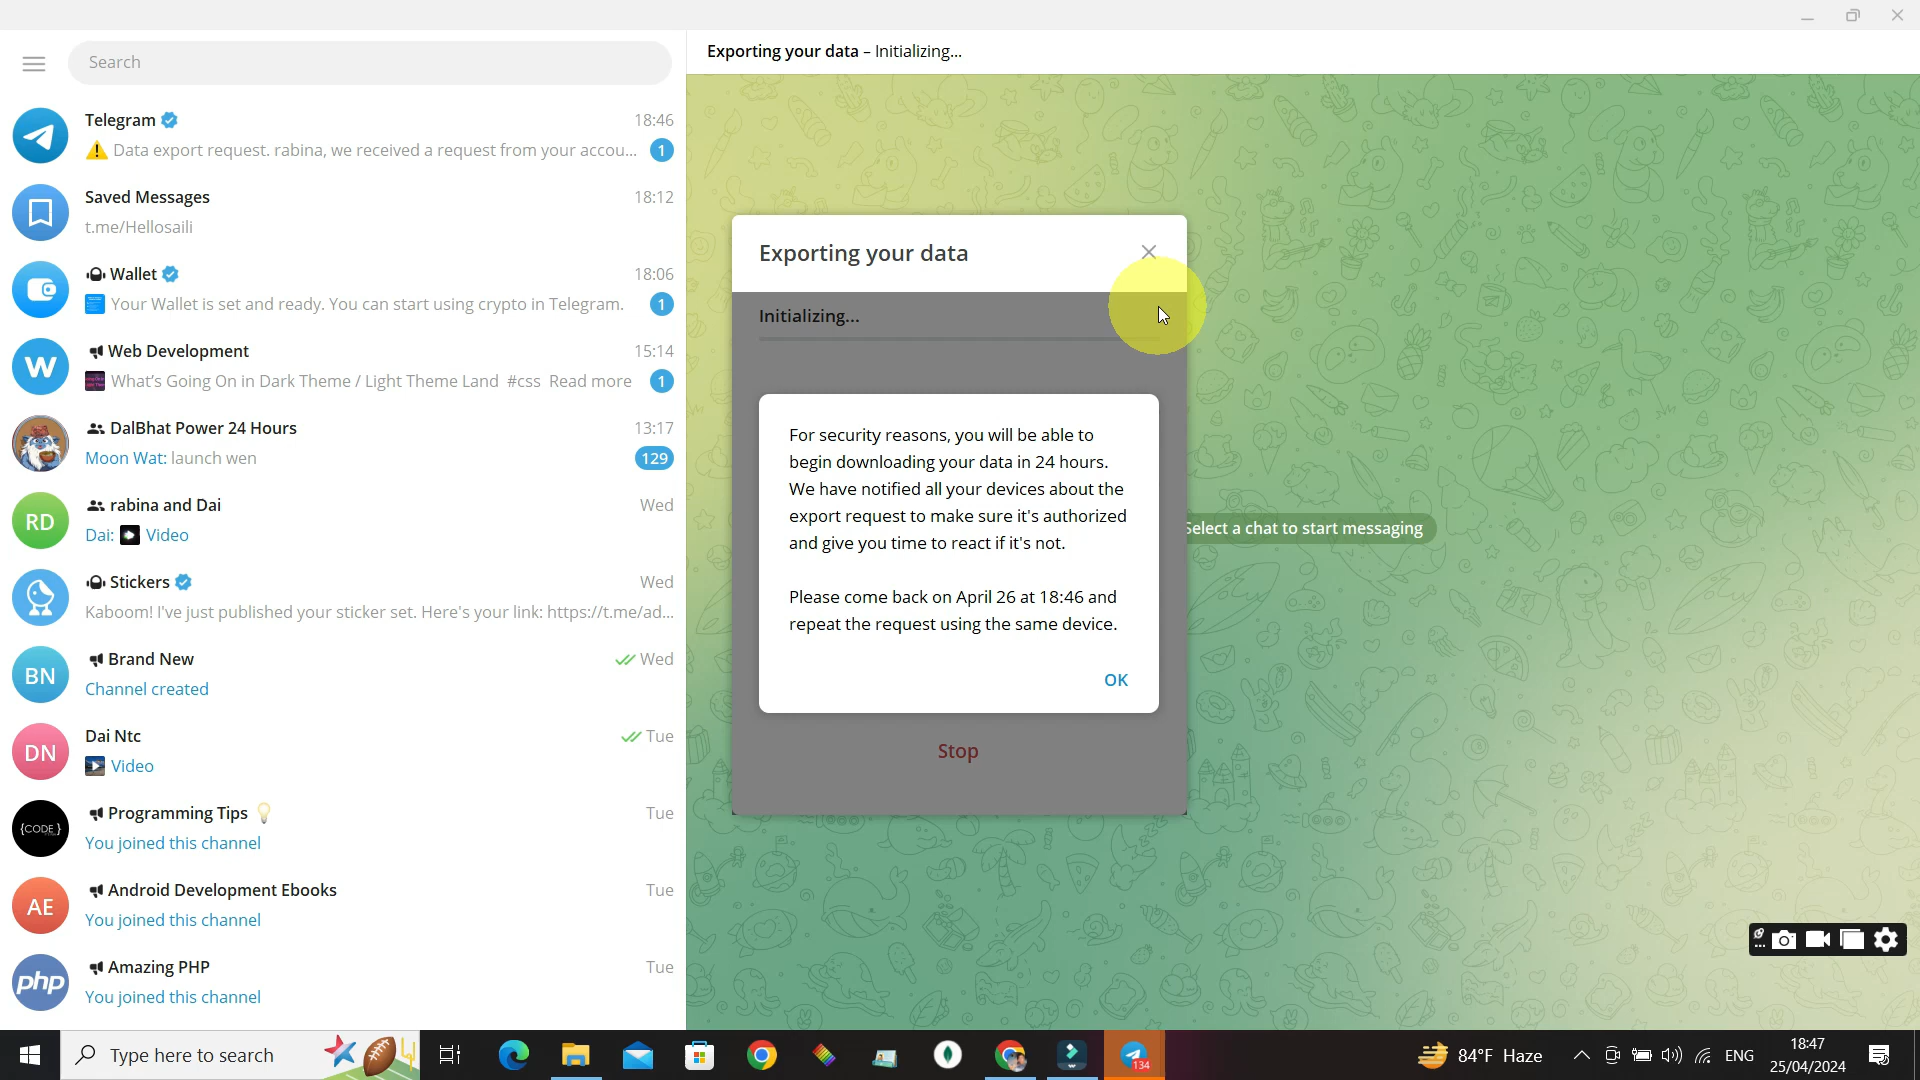 Search
Exporting your data – Initializing...
Telegram 18:46
Data export request. rabina, we received a request from your accou... 1
Saved Messages 18:12
t.me/Hellosaili
Wallet 18:06
Your Wallet is set and ready. You can start using crypto in Telegram. 1
W Web Development 15:14
What's Going On in Dark Theme / Light Theme Land #css Read more 1
DalBhat Power 24 Hours 13:17
Moon Wat: launch wen 129
RD rabina and Dai Wed
Dai: Video
Stickers Wed
Kaboom! I've just published your sticker set. Here's your link: https://t.me/ad...
BN Brand New Wed
Channel created
DN Dai Ntc Tue
Video
{CODE} Programming Tips Tue
You joined this channel
AE Android Development Ebooks Tue
You joined this channel
php Amazing PHP Tue
You joined this channel
Exporting your data
Initializing...
For security reasons, you will be able to
begin downloading your data in 24 hours.
We have notified all your devices about the
export request to make sure it's authorized
and give you time to react if it's not.
Please come back on April 26 at 18:46 and
repeat the request using the same device.
OK
Stop
Select a chat to start messaging
Type here to search
134
84°F Haze
ENG
18:47
25/04/2024